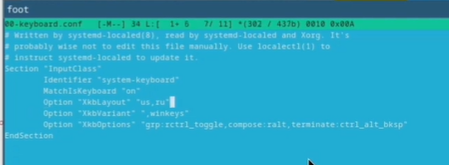 foot
00-keyboard.conf [-M--] 34 L:[ 1+ 6 7/ 11] *(302 / 437b) 0010 0x00A
# Written by systemd-localed(8), read by systemd-localed and Xorg. It's
# probably wise not to edit this file manually. Use localectl(1) to
# instruct systemd-localed to update it.
Section "InputClass"
Identifier "system-keyboard"
MatchIsKeyboard "on"
Option "XkbLayout" "us,ru"
Option "XkbVariant" ",winkeys"
Option "XkbOptions" "grp:rctrl_toggle,compose:ralt,terminate:ctrl_alt_bksp"
EndSection